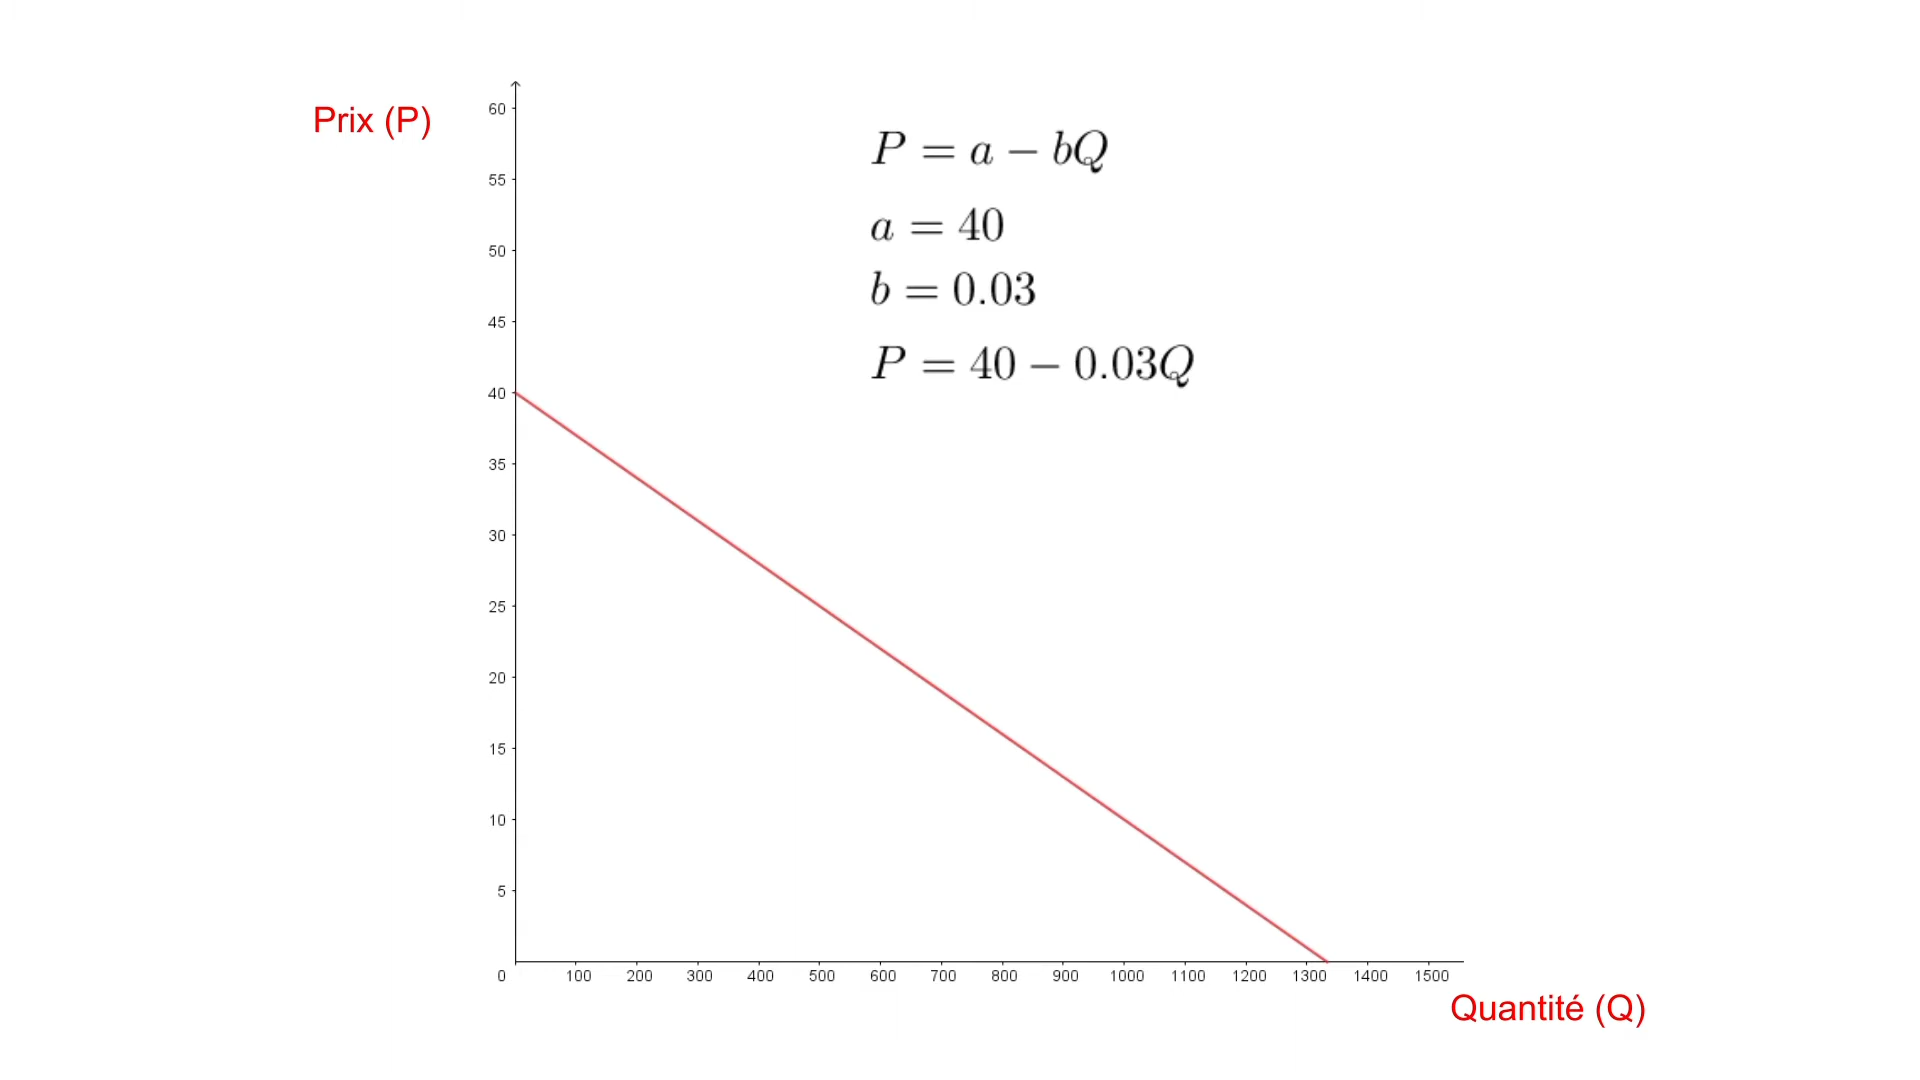 Prix (P)
60
55
50
45
40
35
30
25
20
15
10
5
P = a − bQ
a = 40
b = 0.03
P = 40 − 0.03Q
0 100 200 300 400 500 600 700 800 900 1000 1100 1200 1300 1400 1500
Quantité (Q)